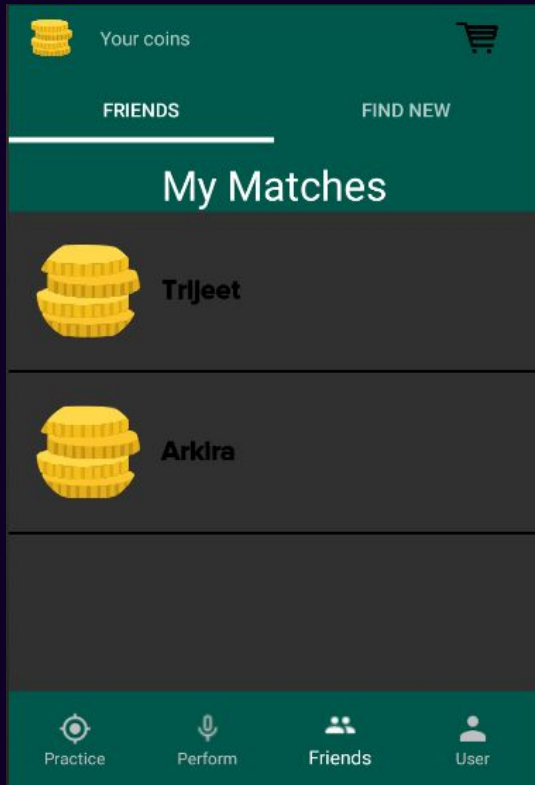 Your coins
FRIENDS FIND NEW
My Matches
Trijeet
Arkira
Practice Perform Friends User